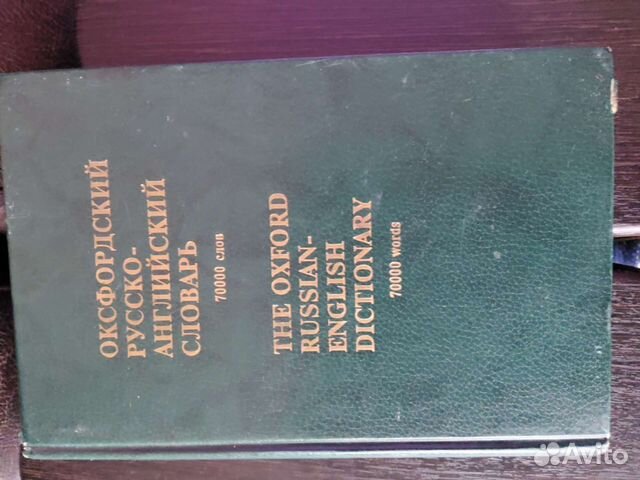 ОКСФОРДСКИЙ
РУССКО-
АНГЛИЙСКИЙ
СЛОВАРЬ
70000 слов
THE OXFORD
RUSSIAN-
ENGLISH
DICTIONARY
70000 words
Avito